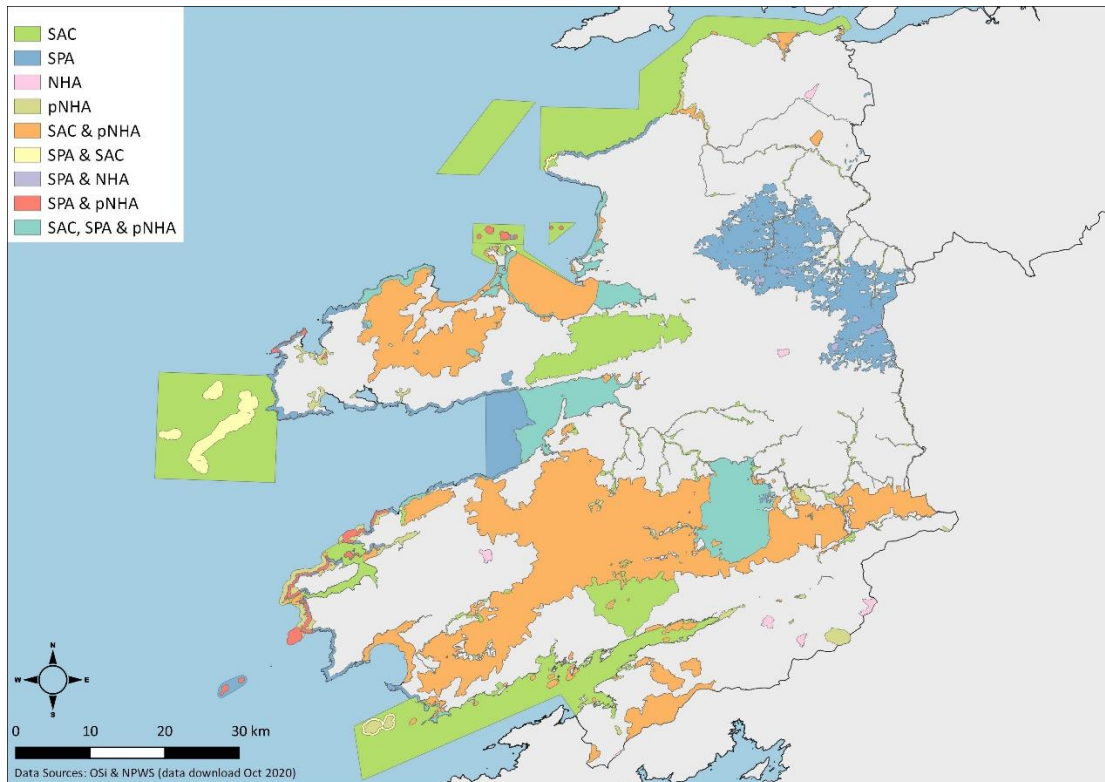 SAC
SPA
NHA
pNHA
SAC & pNHA
SPA & SAC
SPA & NHA
SPA & pNHA
SAC, SPA & pNHA
N
W E
S
0 10 20 30 km
Data Sources: OSi & NPWS (data download Oct 2020)